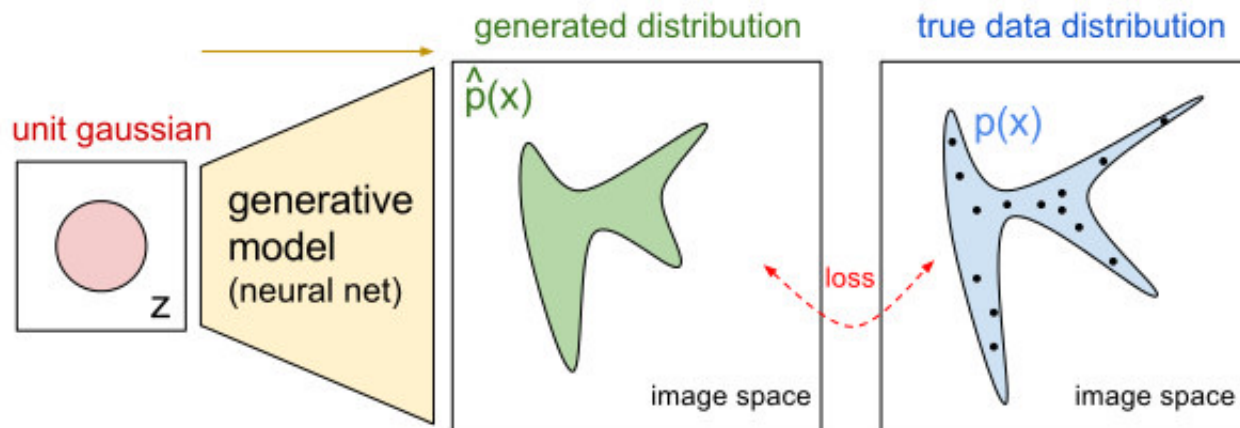 generated distribution
true data distribution
unit gaussian
z
generative
model
(neural net)
p̂(x)
image space
loss
p(x)
image space